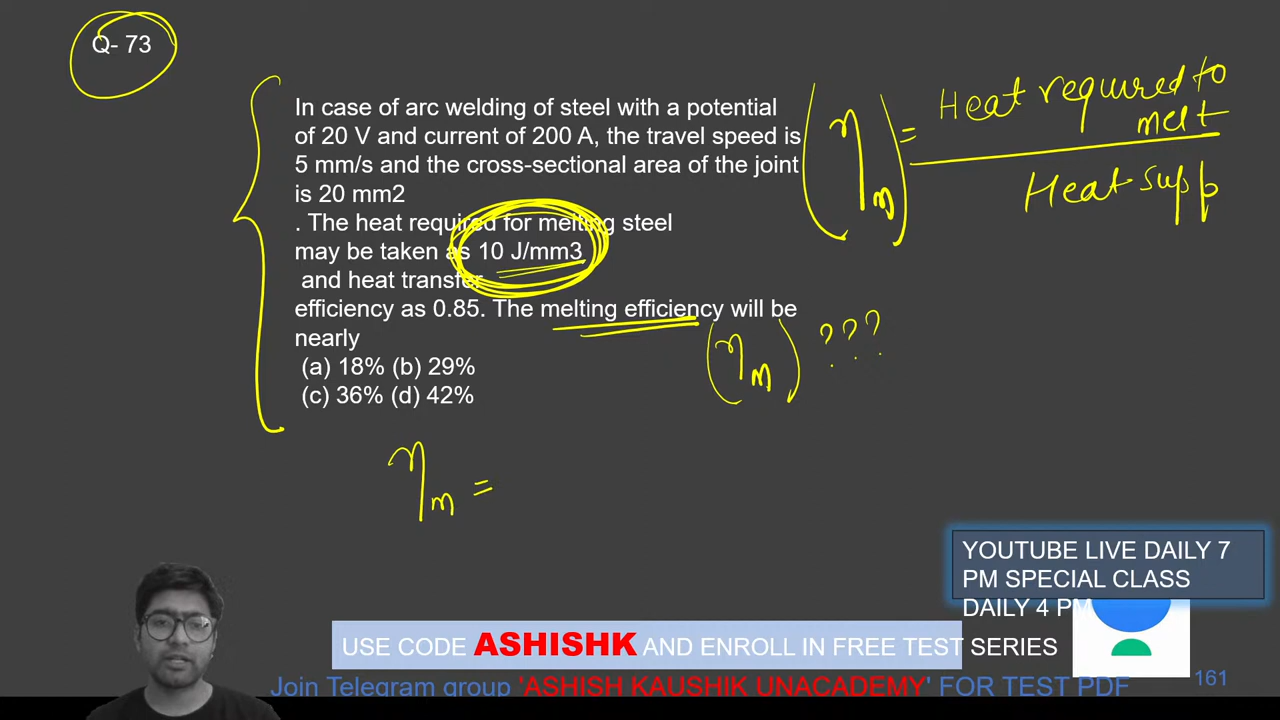 Q- 73
In case of arc welding of steel with a potential
of 20 V and current of 200 A, the travel speed is
5 mm/s and the cross-sectional area of the joint
is 20 mm2
. The heat required for melting steel
may be taken as 10 J/mm3
and heat transfer
efficiency as 0.85. The melting efficiency will be
nearly
(a) 18% (b) 29%
(c) 36% (d) 42%
(ηm) = Heat required to
melt
Heat supp
(ηm) ???
ηm =
YOUTUBE LIVE DAILY 7
PM SPECIAL CLASS
DAILY 4 PM
USE CODE ASHISHK AND ENROLL IN FREE TEST SERIES
Join Telegram group 'ASHISH KAUSHIK UNACADEMY' FOR TEST PDF
161